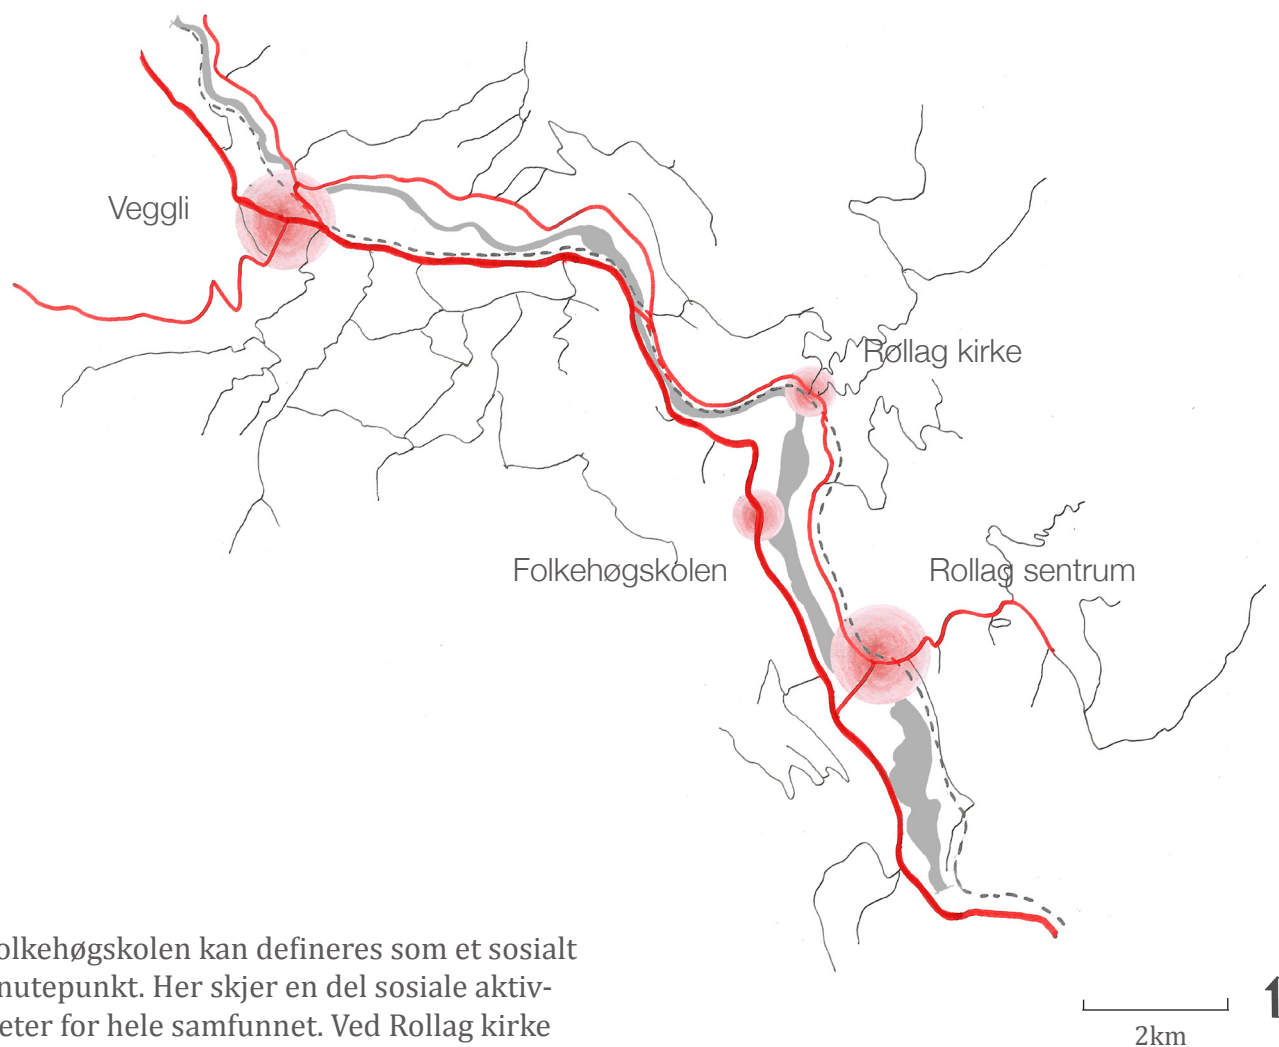 Veggli
Rollag kirke
Folkehøgskolen
Rollag sentrum
olkehøgskolen kan defineres som et sosialt
nutepunkt. Her skjer en del sosiale aktiv-
eter for hele samfunnet. Ved Rollag kirke
2km
1